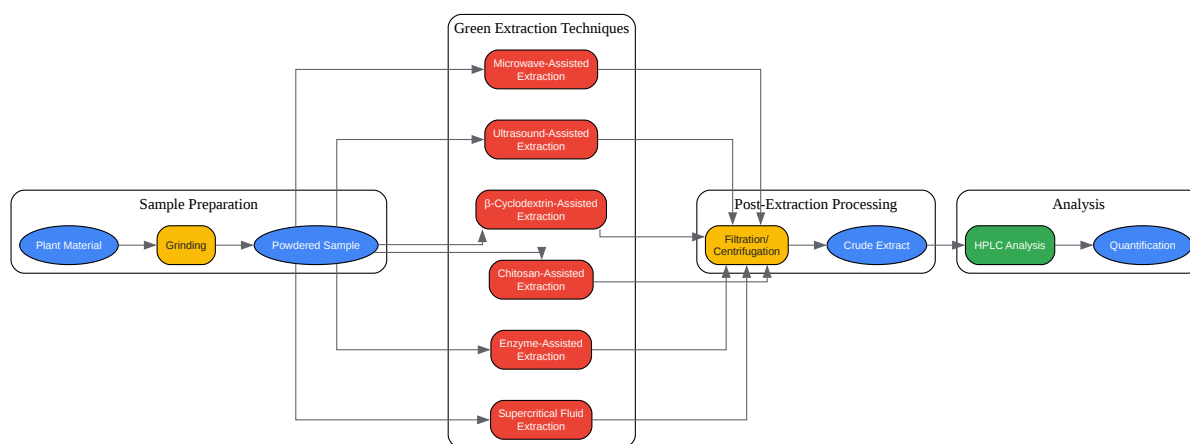 Green Extraction Techniques
Microwave-Assisted
Extraction
Ultrasound-Assisted
Extraction
Sample Preparation
β-Cyclodextrin-Assisted
Extraction
Post-Extraction Processing
Analysis
Plant Material
Grinding
Powdered Sample
Filtration/
Centrifugation
Crude Extract
HPLC Analysis
Quantification
Chitosan-Assisted
Extraction
Enzyme-Assisted
Extraction
Supercritical Fluid
Extraction